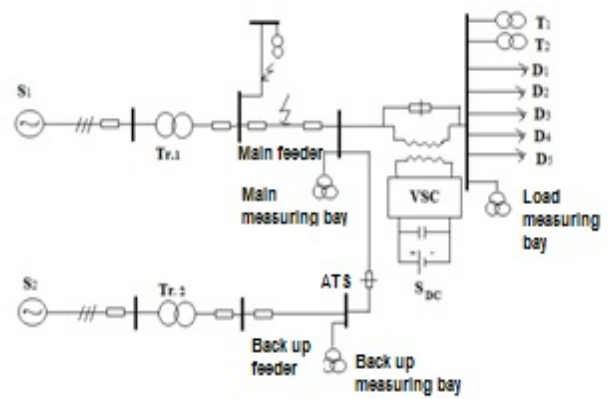 T1
T2
D1
D2
D3
D4
D5
S1
Tr.1
Main feeder
Main
measuring bay
VSC
Load
measuring
bay
+ -
S DC
ATS
S2
Tr. 2
Back up
feeder
Back up
measuring bay